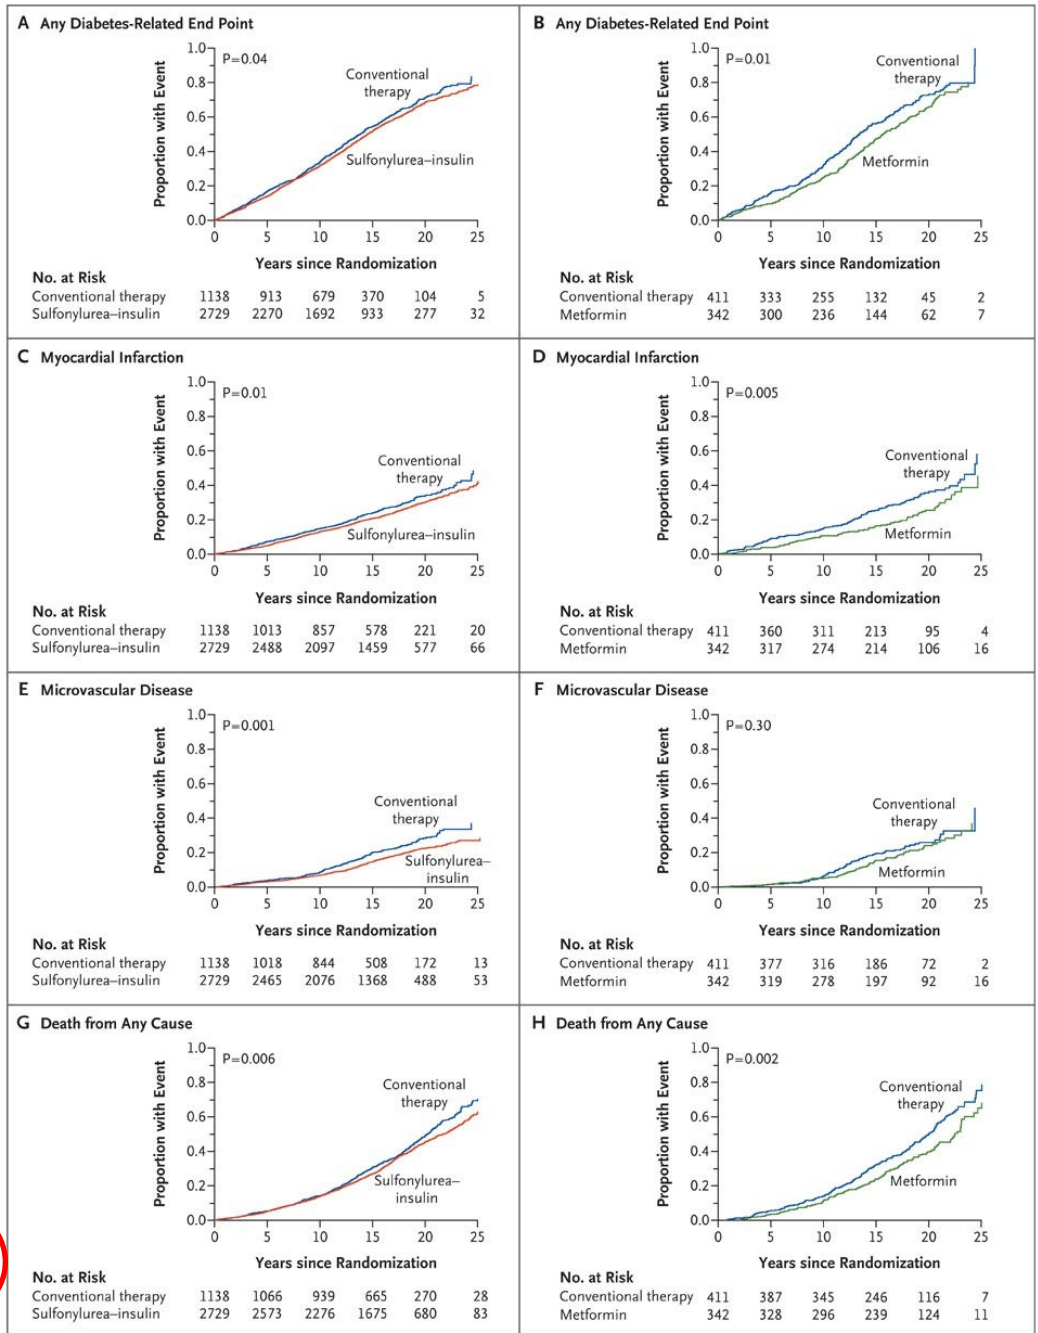 A Any Diabetes-Related End Point
P=0.04
Conventional
therapy
Sulfonylurea–insulin
Proportion with Event
1.0
0.8
0.6
0.4
0.2
0.0
0 5 10 15 20 25
Years since Randomization
No. at Risk
Conventional therapy 1138 913 679 370 104 5
Sulfonylurea–insulin 2729 2270 1692 933 277 32
B Any Diabetes-Related End Point
P=0.01
Conventional
therapy
Metformin
Proportion with Event
1.0
0.8
0.6
0.4
0.2
0.0
0 5 10 15 20 25
Years since Randomization
No. at Risk
Conventional therapy 411 333 255 132 45 2
Metformin 342 300 236 144 62 7
C Myocardial Infarction
P=0.01
Conventional
therapy
Sulfonylurea–insulin
Proportion with Event
1.0
0.8
0.6
0.4
0.2
0.0
0 5 10 15 20 25
Years since Randomization
No. at Risk
Conventional therapy 1138 1013 857 578 221 20
Sulfonylurea–insulin 2729 2488 2097 1459 577 66
D Myocardial Infarction
P=0.005
Conventional
therapy
Metformin
Proportion with Event
1.0
0.8
0.6
0.4
0.2
0.0
0 5 10 15 20 25
Years since Randomization
No. at Risk
Conventional therapy 411 360 311 213 95 4
Metformin 342 317 274 214 106 16
E Microvascular Disease
P=0.001
Conventional
therapy
Sulfonylurea–
insulin
Proportion with Event
1.0
0.8
0.6
0.4
0.2
0.0
0 5 10 15 20 25
Years since Randomization
No. at Risk
Conventional therapy 1138 1018 844 508 172 13
Sulfonylurea–insulin 2729 2465 2076 1368 488 53
F Microvascular Disease
P=0.30
Conventional
therapy
Metformin
Proportion with Event
1.0
0.8
0.6
0.4
0.2
0.0
0 5 10 15 20 25
Years since Randomization
No. at Risk
Conventional therapy 411 377 316 186 72 2
Metformin 342 319 278 197 92 16
G Death from Any Cause
P=0.006
Conventional
therapy
Sulfonylurea–
insulin
Proportion with Event
1.0
0.8
0.6
0.4
0.2
0.0
0 5 10 15 20 25
Years since Randomization
No. at Risk
Conventional therapy 1138 1066 939 665 270 28
Sulfonylurea–insulin 2729 2573 2276 1675 680 83
H Death from Any Cause
P=0.002
Conventional
therapy
Metformin
Proportion with Event
1.0
0.8
0.6
0.4
0.2
0.0
0 5 10 15 20 25
Years since Randomization
No. at Risk
Conventional therapy 411 387 345 246 116 7
Metformin 342 328 296 239 124 11